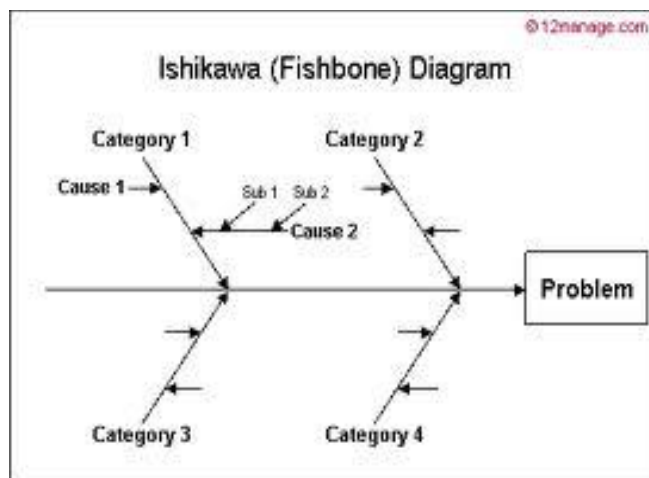 © 12manage.com
Ishikawa (Fishbone) Diagram
Category 1
Category 2
Cause 1
Sub 1
Sub 2
Cause 2
Problem
Category 3
Category 4